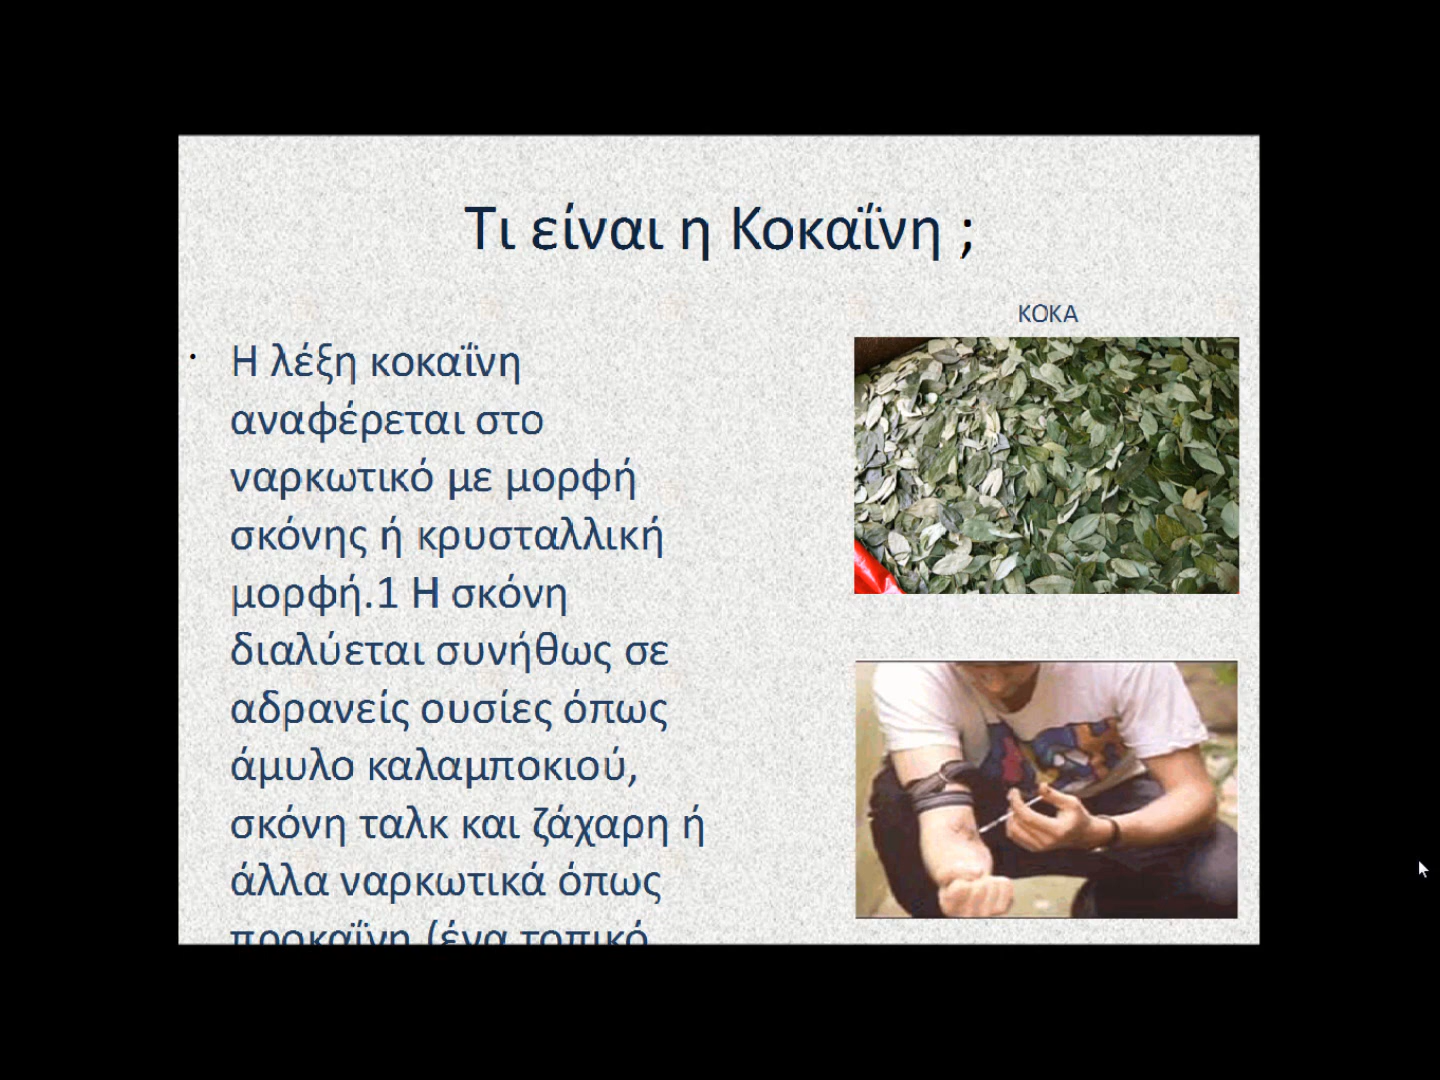 Τι είναι η Κοκαΐνη ;
ΚΟΚΑ
• Η λέξη κοκαΐνη
αναφέρεται στο
ναρκωτικό με μορφή
σκόνης ή κρυσταλλική
μορφή.1 Η σκόνη
διαλύεται συνήθως σε
αδρανείς ουσίες όπως
άμυλο καλαμποκιού,
σκόνη ταλκ και ζάχαρη ή
άλλα ναρκωτικά όπως
προκαΐνη (ένα τοπικό